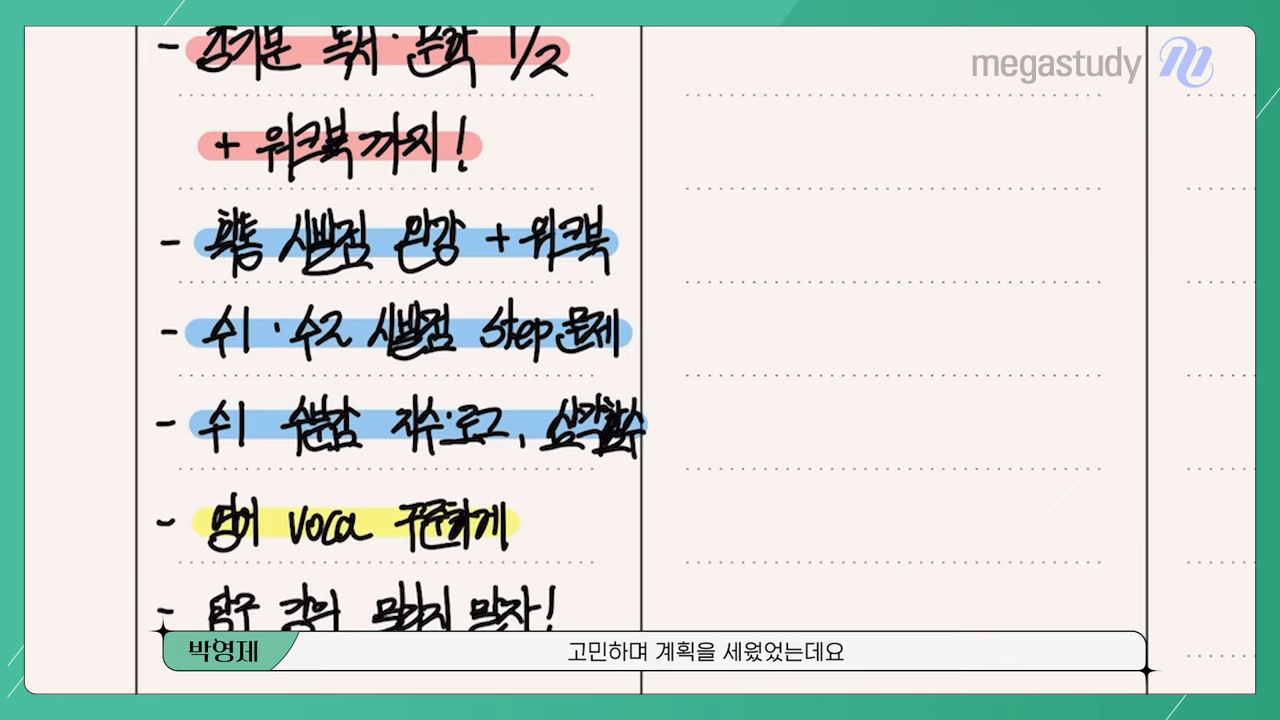 - 강기분 독서·문학 1/2
megastudy
+ 워크북까지!
- 확통 시발점 완강 + 워크북
- 수1·수2 시발점 Step 문제
- 수1 수분감 지수·로그, 삼각함수
- 영어 voca 꾸준하게
- 탐구 강의 밀리지 말자!
박영제
고민하며 계획을 세웠었는데요